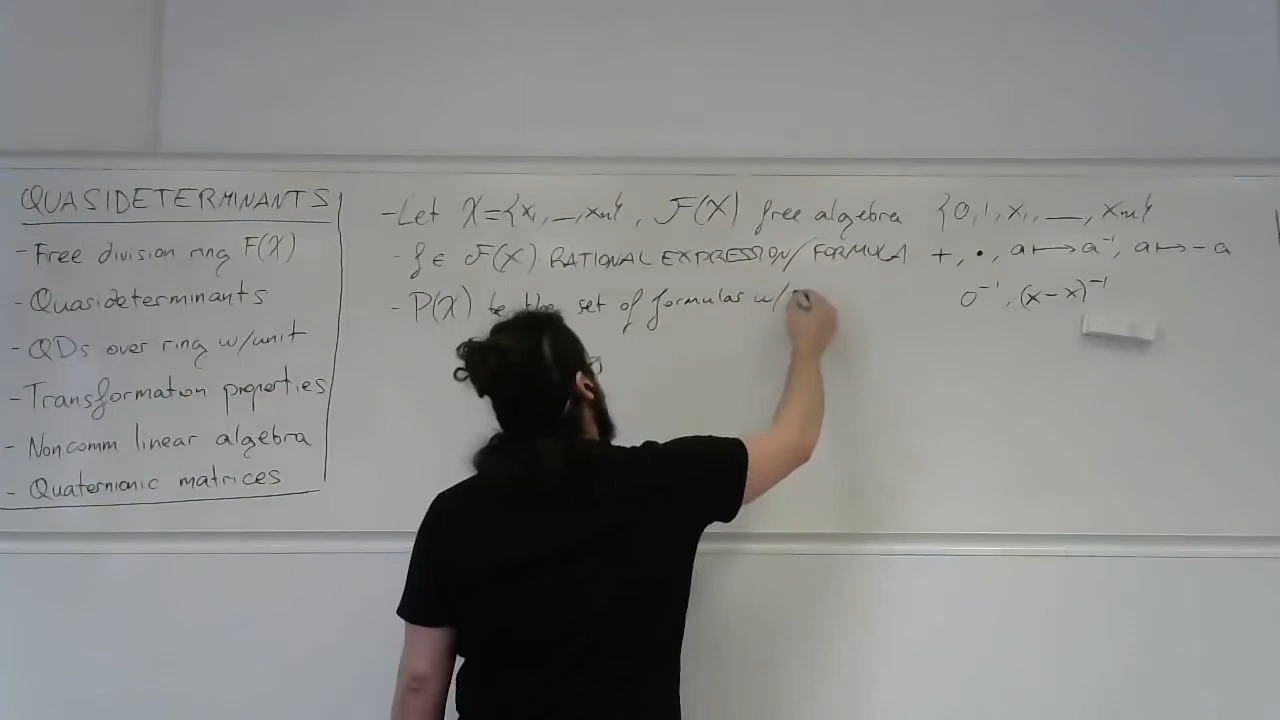 QUASIDETERMINANTS
- Free division ring F(X)
- Quasideterminants
- QDs over ring w/unit
- Transformation properties
- Noncomm linear algebra
- Quaternionic matrices
- Let X={x₁,_,xₙ}, F(X) free algebra {0,1,x₁,__,xₙ}
- f ∈ F(X) RATIONAL EXPRESSION/FORMULA +, •, a↦a⁻¹, a↦-a
- P(X) be the set of formulas w/ 0⁻¹, (x-x)⁻¹